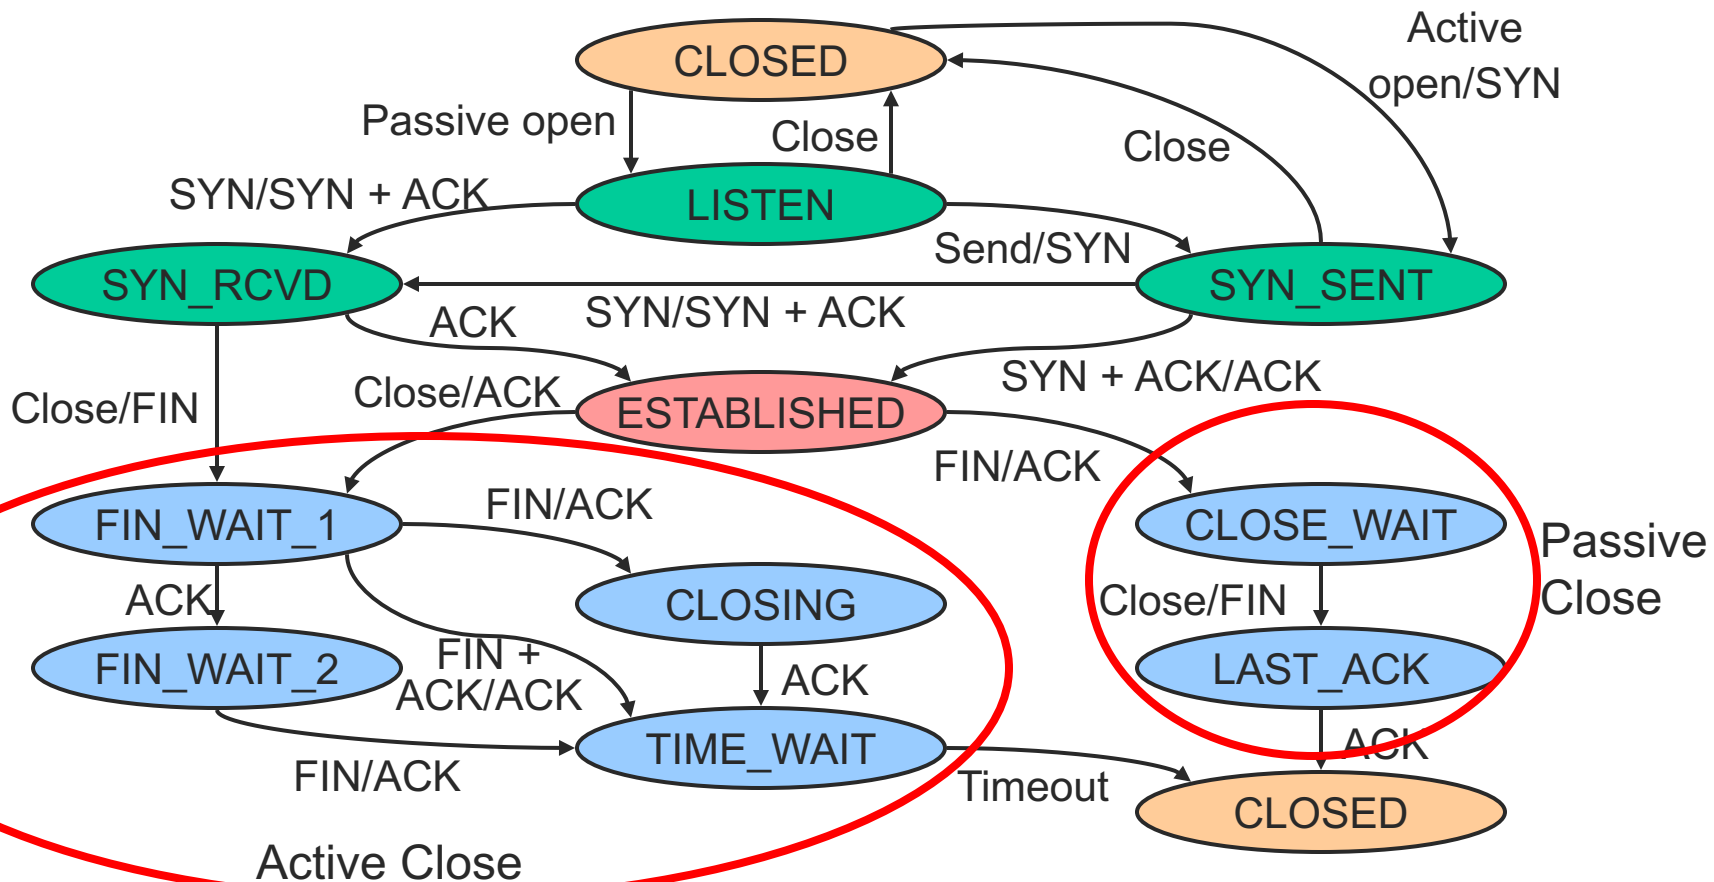 Active
open/SYN
CLOSED
Passive open
Close
Close
SYN/SYN + ACK
LISTEN
Send/SYN
SYN_RCVD
SYN_SENT
SYN/SYN + ACK
ACK
SYN + ACK/ACK
Close/FIN
Close/ACK
ESTABLISHED
FIN/ACK
FIN/ACK
FIN_WAIT_1
CLOSE_WAIT
Passive
Close
ACK
CLOSING
Close/FIN
FIN_WAIT_2
FIN +
ACK/ACK
ACK
LAST_ACK
TIME_WAIT
ACK
FIN/ACK
Timeout
CLOSED
Active Close